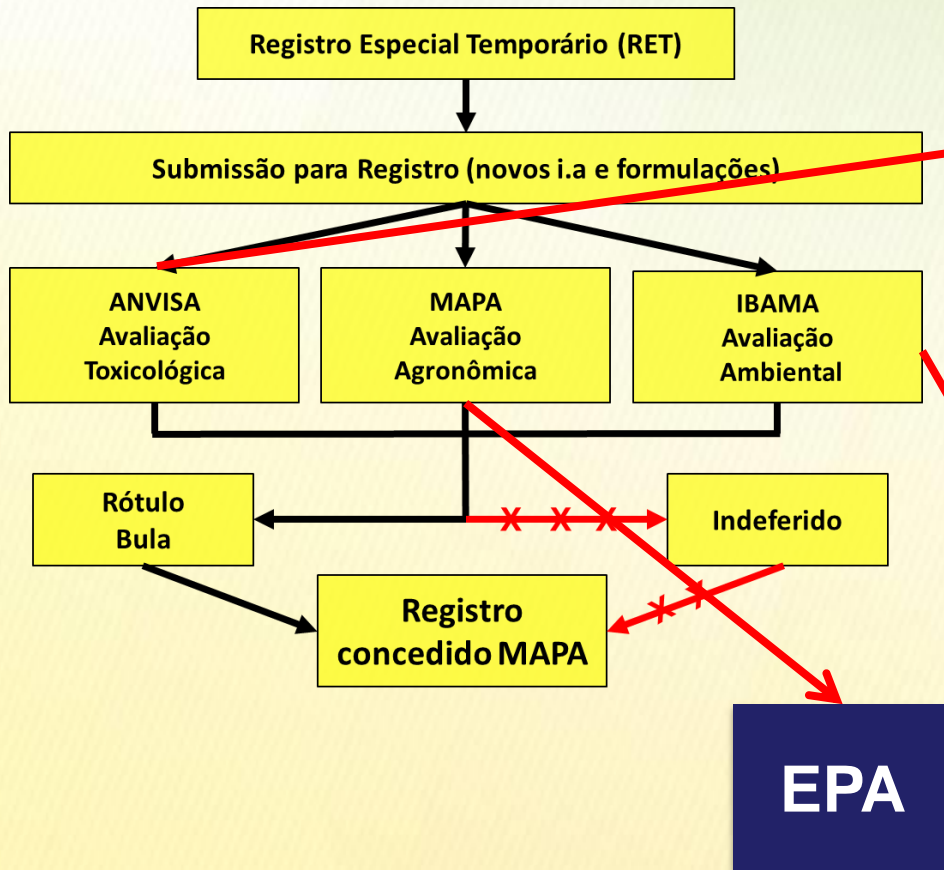 Registro Especial Temporário (RET)
Submissão para Registro (novos i.a e formulações)
ANVISA
Avaliação
Toxicológica
MAPA
Avaliação
Agronômica
IBAMA
Avaliação
Ambiental
Rótulo
Bula
X X X
Indeferido
X X
Registro
concedido MAPA
EPA